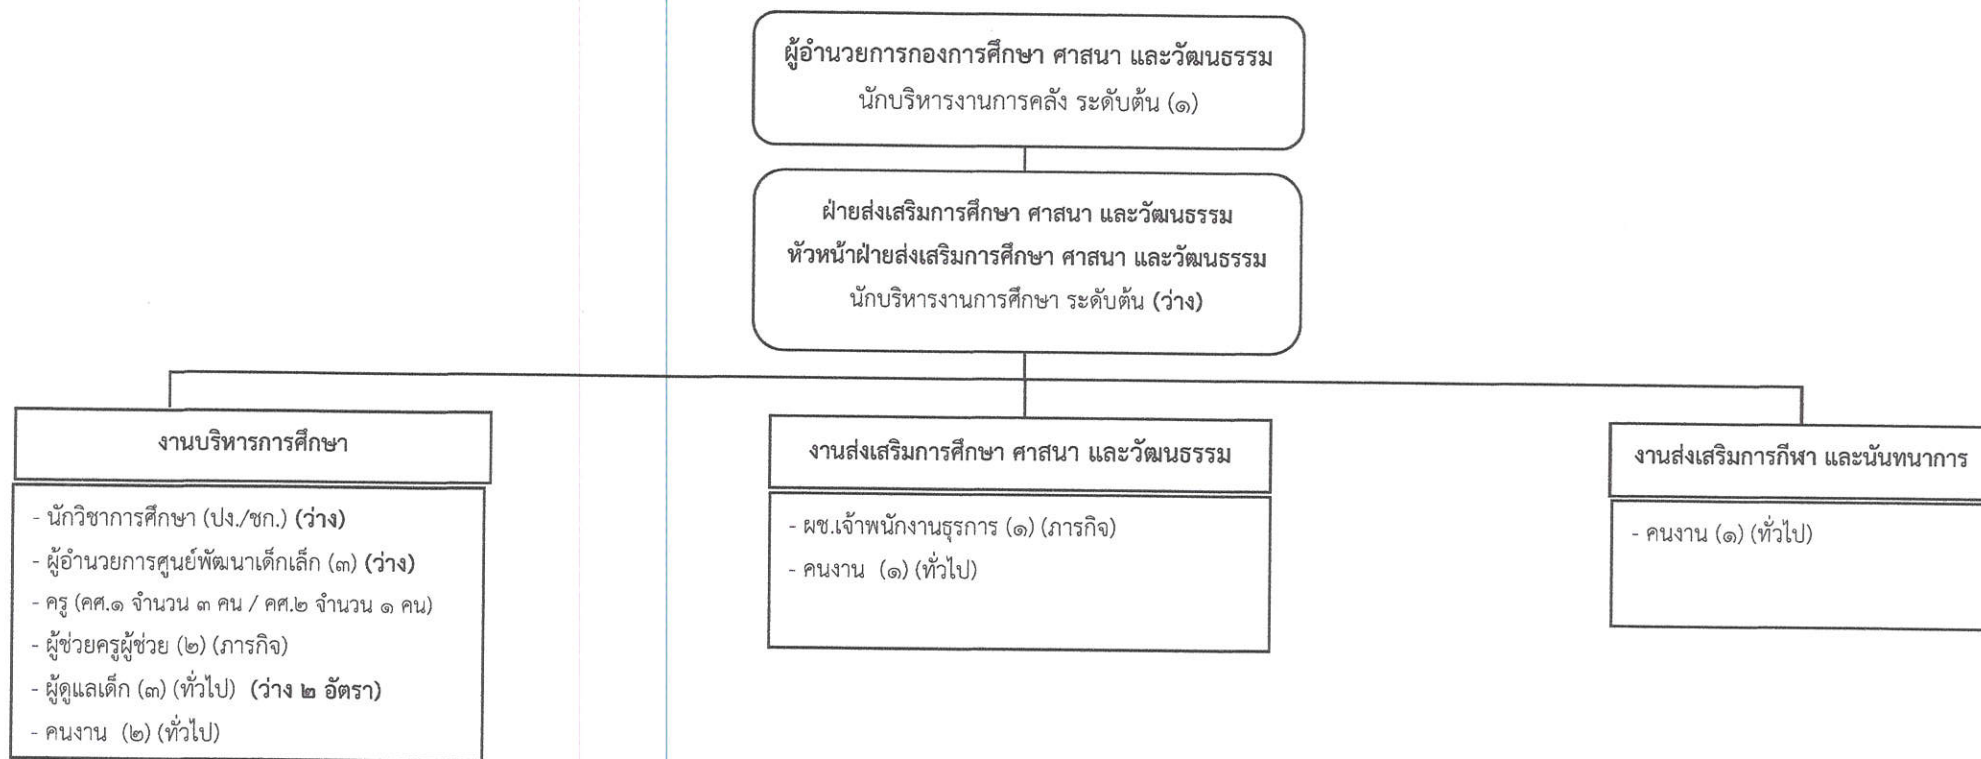 ผู้อำนวยการกองการศึกษา ศาสนา และวัฒนธรรม
นักบริหารงานการคลัง ระดับต้น (๑)
ฝ่ายส่งเสริมการศึกษา ศาสนา และวัฒนธรรม
หัวหน้าฝ่ายส่งเสริมการศึกษา ศาสนา และวัฒนธรรม
นักบริหารงานการศึกษา ระดับต้น (ว่าง)
งานบริหารการศึกษา
- นักวิชาการศึกษา (ปง./ชก.) (ว่าง)
- ผู้อำนวยการศูนย์พัฒนาเด็กเล็ก (๓) (ว่าง)
- ครู (คศ.๑ จำนวน ๓ คน / คศ.๒ จำนวน ๑ คน)
- ผู้ช่วยครูผู้ช่วย (๒) (ภารกิจ)
- ผู้ดูแลเด็ก (๓) (ทั่วไป) (ว่าง ๒ อัตรา)
- คนงาน (๒) (ทั่วไป)
งานส่งเสริมการศึกษา ศาสนา และวัฒนธรรม
- ผช.เจ้าพนักงานธุรการ (๑) (ภารกิจ)
- คนงาน (๑) (ทั่วไป)
งานส่งเสริมการกีฬา และนันทนาการ
- คนงาน (๑) (ทั่วไป)